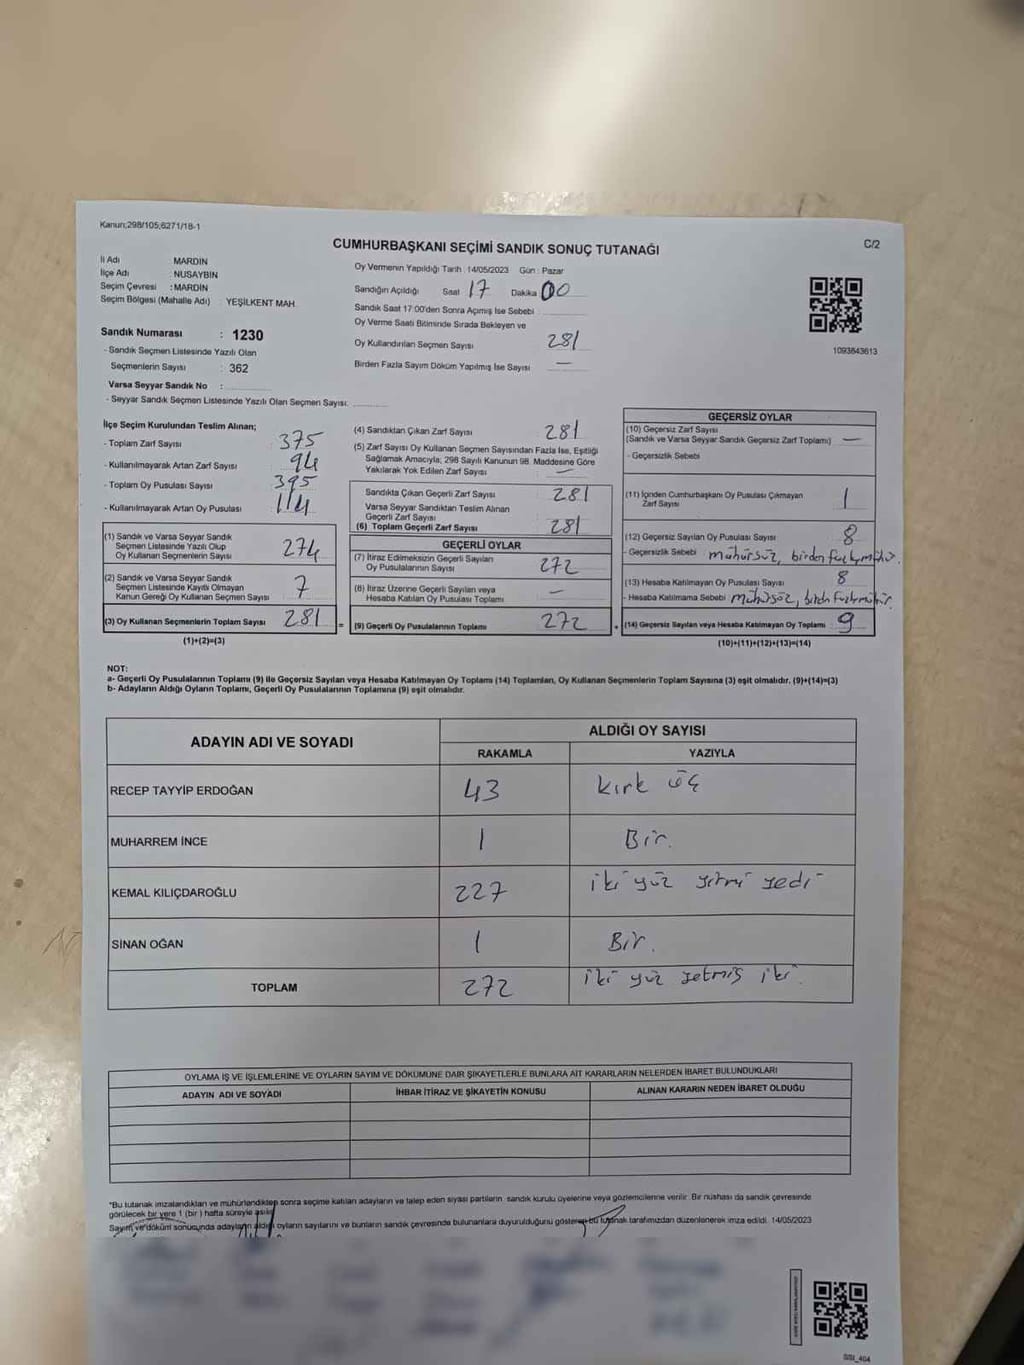 Kanun;298/105;6271/18-1
CUMHURBAŞKANI SEÇİMİ SANDIK SONUÇ TUTANAĞI
C/2
İl Adı : MARDİN
İlçe Adı : NUSAYBİN
Seçim Çevresi : MARDİN
Seçim Bölgesi (Mahalle Adı) : YEŞİLKENT MAH.
Sandık Numarası : 1230
- Sandık Seçmen Listesinde Yazılı Olan
Seçmenlerin Sayısı : 362
Varsa Seyyar Sandık No :
- Seyyar Sandık Seçmen Listesinde Yazılı Olan Seçmen Sayısı:
Oy Vermenin Yapıldığı Tarih : 14/05/2023 Gün : Pazar
Sandığın Açıldığı Saat 17 Dakika 00
Sandık Saat 17:00'den Sonra Açımış İse Sebebi
Oy Verme Saati Bitiminde Sırada Bekleyen ve
Oy Kullandırılan Seçmen Sayısı 281
Birden Fazla Sayım Döküm Yapılmış İse Sayısı —
1093843613
İlçe Seçim Kurulundan Teslim Alınan;
- Toplam Zarf Sayısı 375
- Kullanılmayarak Artan Zarf Sayısı 94
- Toplam Oy Pusulası Sayısı 395
- Kullanılmayarak Artan Oy Pusulası 114
(1) Sandık ve Varsa Seyyar Sandık
Seçmen Listesinde Yazılı Olup
Oy Kullanan Seçmenlerin Sayısı 274
(2) Sandık ve Varsa Seyyar Sandık
Seçmen Listesinde Kayıtlı Olmayan
Kanun Gereği Oy Kullanan Seçmen Sayısı 7
(3) Oy Kullanan Seçmenlerin Toplam Sayısı 281 =
(1)+(2)=(3)
(4) Sandıktan Çıkan Zarf Sayısı 281
(5) Zarf Sayısı Oy Kullanan Seçmen Sayısından Fazla İse, Eşitliği
Sağlamak Amacıyla, 298 Sayılı Kanunun 98. Maddesine Göre
Yakılarak Yok Edilen Zarf Sayısı —
Sandıkta Çıkan Geçerli Zarf Sayısı 281
Varsa Seyyar Sandıktan Teslim Alınan
Geçerli Zarf Sayısı
(6) Toplam Geçerli Zarf Sayısı 281
GEÇERLİ OYLAR
(7) İtiraz Edilmeksizin Geçerli Sayılan
Oy Pusulalarının Sayısı 272
(8) İtiraz Üzerine Geçerli Sayılan veya
Hesaba Katılan Oy Pusulası Toplamı —
(9) Geçerli Oy Pusulalarının Toplamı 272 +
GEÇERSİZ OYLAR
(10) Geçersiz Zarf Sayısı
(Sandık ve Varsa Seyyar Sandık Geçersiz Zarf Toplamı) —
- Geçersizlik Sebebi
(11) İçinden Cumhurbaşkanı Oy Pusulası Çıkmayan
Zarf Sayısı 1
(12) Geçersiz Sayılan Oy Pusulası Sayısı 8
- Geçersizlik Sebebi mühürsüz, birden
(13) Hesaba Katılmayan Oy Pusulası Sayısı 8
- Hesaba Katılmama Sebebi mühürsüz,
(14) Geçersiz Sayılan veya Hesaba Katılmayan Oy Toplamı 9
(10)+(11)+(12)+(13)=(14)
NOT:
a- Geçerli Oy Pusulalarının Toplamı (9) ile Geçersiz Sayılan veya Hesaba Katılmayan Oy Toplamı (14) Toplamları, Oy Kullanan Seçmenlerin Toplam Sayısına (3) eşit olmalıdır. (9)+(14)=(3)
b- Adayların Aldığı Oyların Toplamı, Geçerli Oy Pusulalarının Toplamına (9) eşit olmalıdır.
ADAYIN ADI VE SOYADI ALDIĞI OY SAYISI
RAKAMLA YAZIYLA
RECEP TAYYİP ERDOĞAN 43 kırk üç
MUHARREM İNCE 1 Bir.
KEMAL KILIÇDAROĞLU 227 iki yüz yirmi yedi
SİNAN OĞAN 1 Bir.
TOPLAM 272 iki yüz yetmiş iki.
OYLAMA İŞ VE İŞLEMLERİNE VE OYLARIN SAYIM VE DÖKÜMÜNE DAİR ŞİKAYETLERLE BUNLARA AİT KARARLARIN NELERDEN İBARET BULUNDUKLARI
ADAYIN ADI VE SOYADI İHBAR İTİRAZ VE ŞİKAYETİN KONUSU ALINAN KARARIN NEDEN İBARET OLDUĞU
*Bu tutanak imzalandıktan ve mühürlendikten sonra seçime katılan adayların ve talep eden siyasi partilerin sandık kurulu üyelerine veya gözlemcilerine verilir. Bir nüshası da sandık çevresinde
görülecek bir yere 1 (bir) hafta süreyle asılır.
Sayım ve döküm sonucunda adayların aldığı oyların sayılarını ve bunların sandık çevresinde bulunanlara duyurulduğunu gösteren bu tutanak tarafımızdan düzenlenerek imza edildi. 14/05/2023